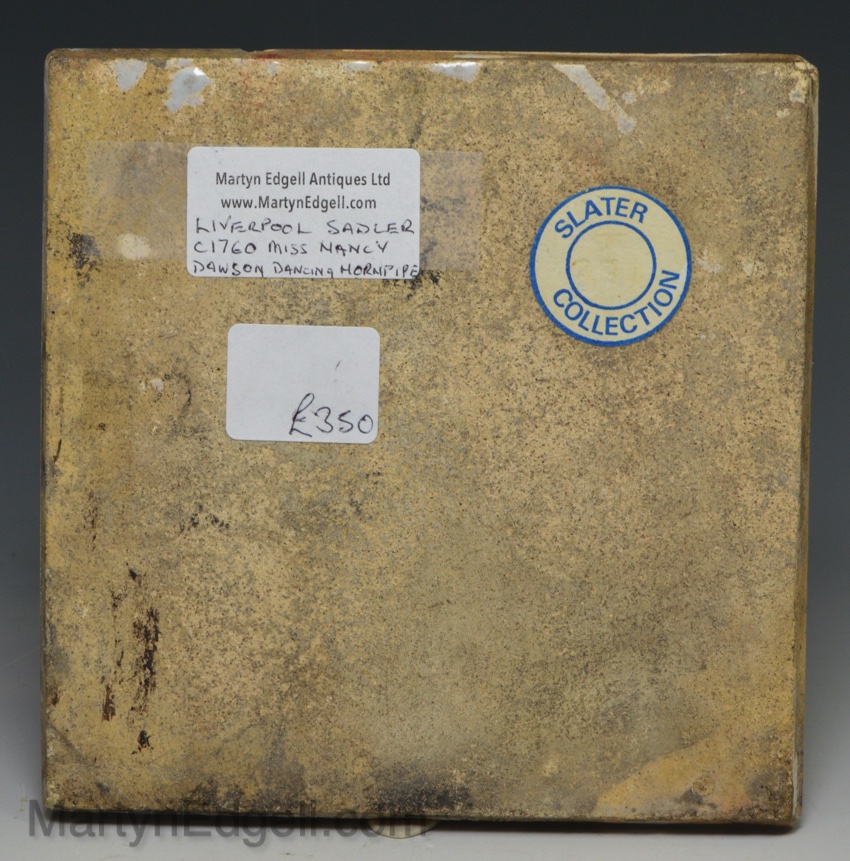 Martyn Edgell Antiques Ltd
www.MartynEdgell.com
LIVERPOOL SADLER
C1760 MISS NANCY
DAWSON DANCING HORNPIPE
SLATER
COLLECTION
£350
MartynEdgell.com